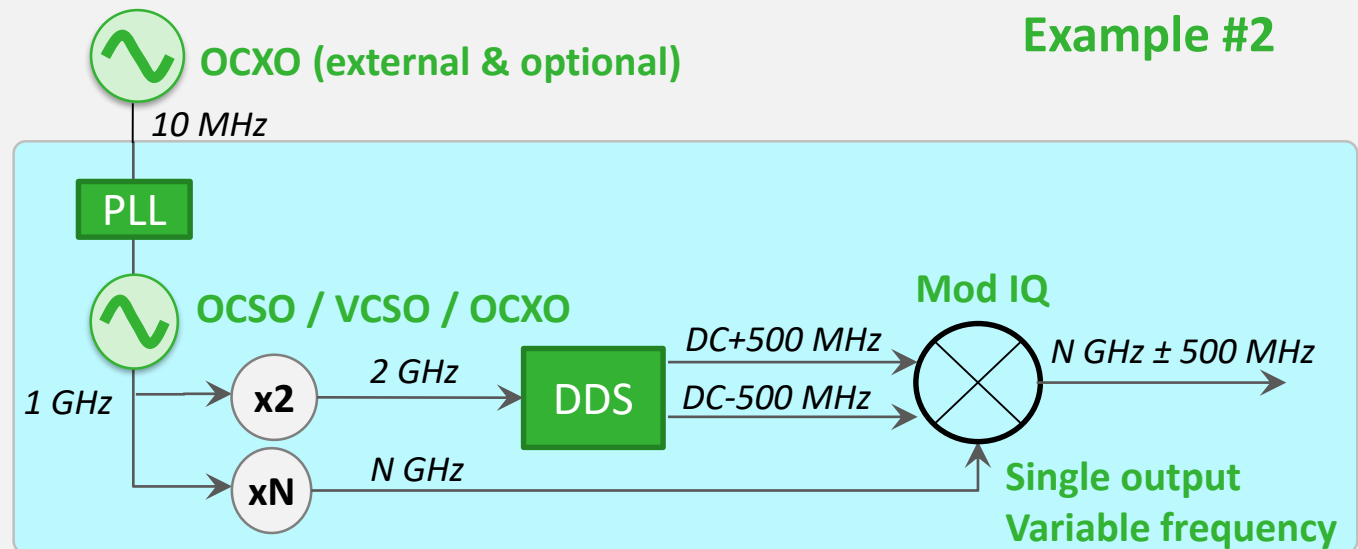 Example #2
OCXO (external & optional)
10 MHz
PLL
OCSO / VCSO / OCXO
Mod IQ
1 GHz
x2
2 GHz
DDS
DC+500 MHz
DC-500 MHz
N GHz ± 500 MHz
xN
N GHz
Single output
Variable frequency